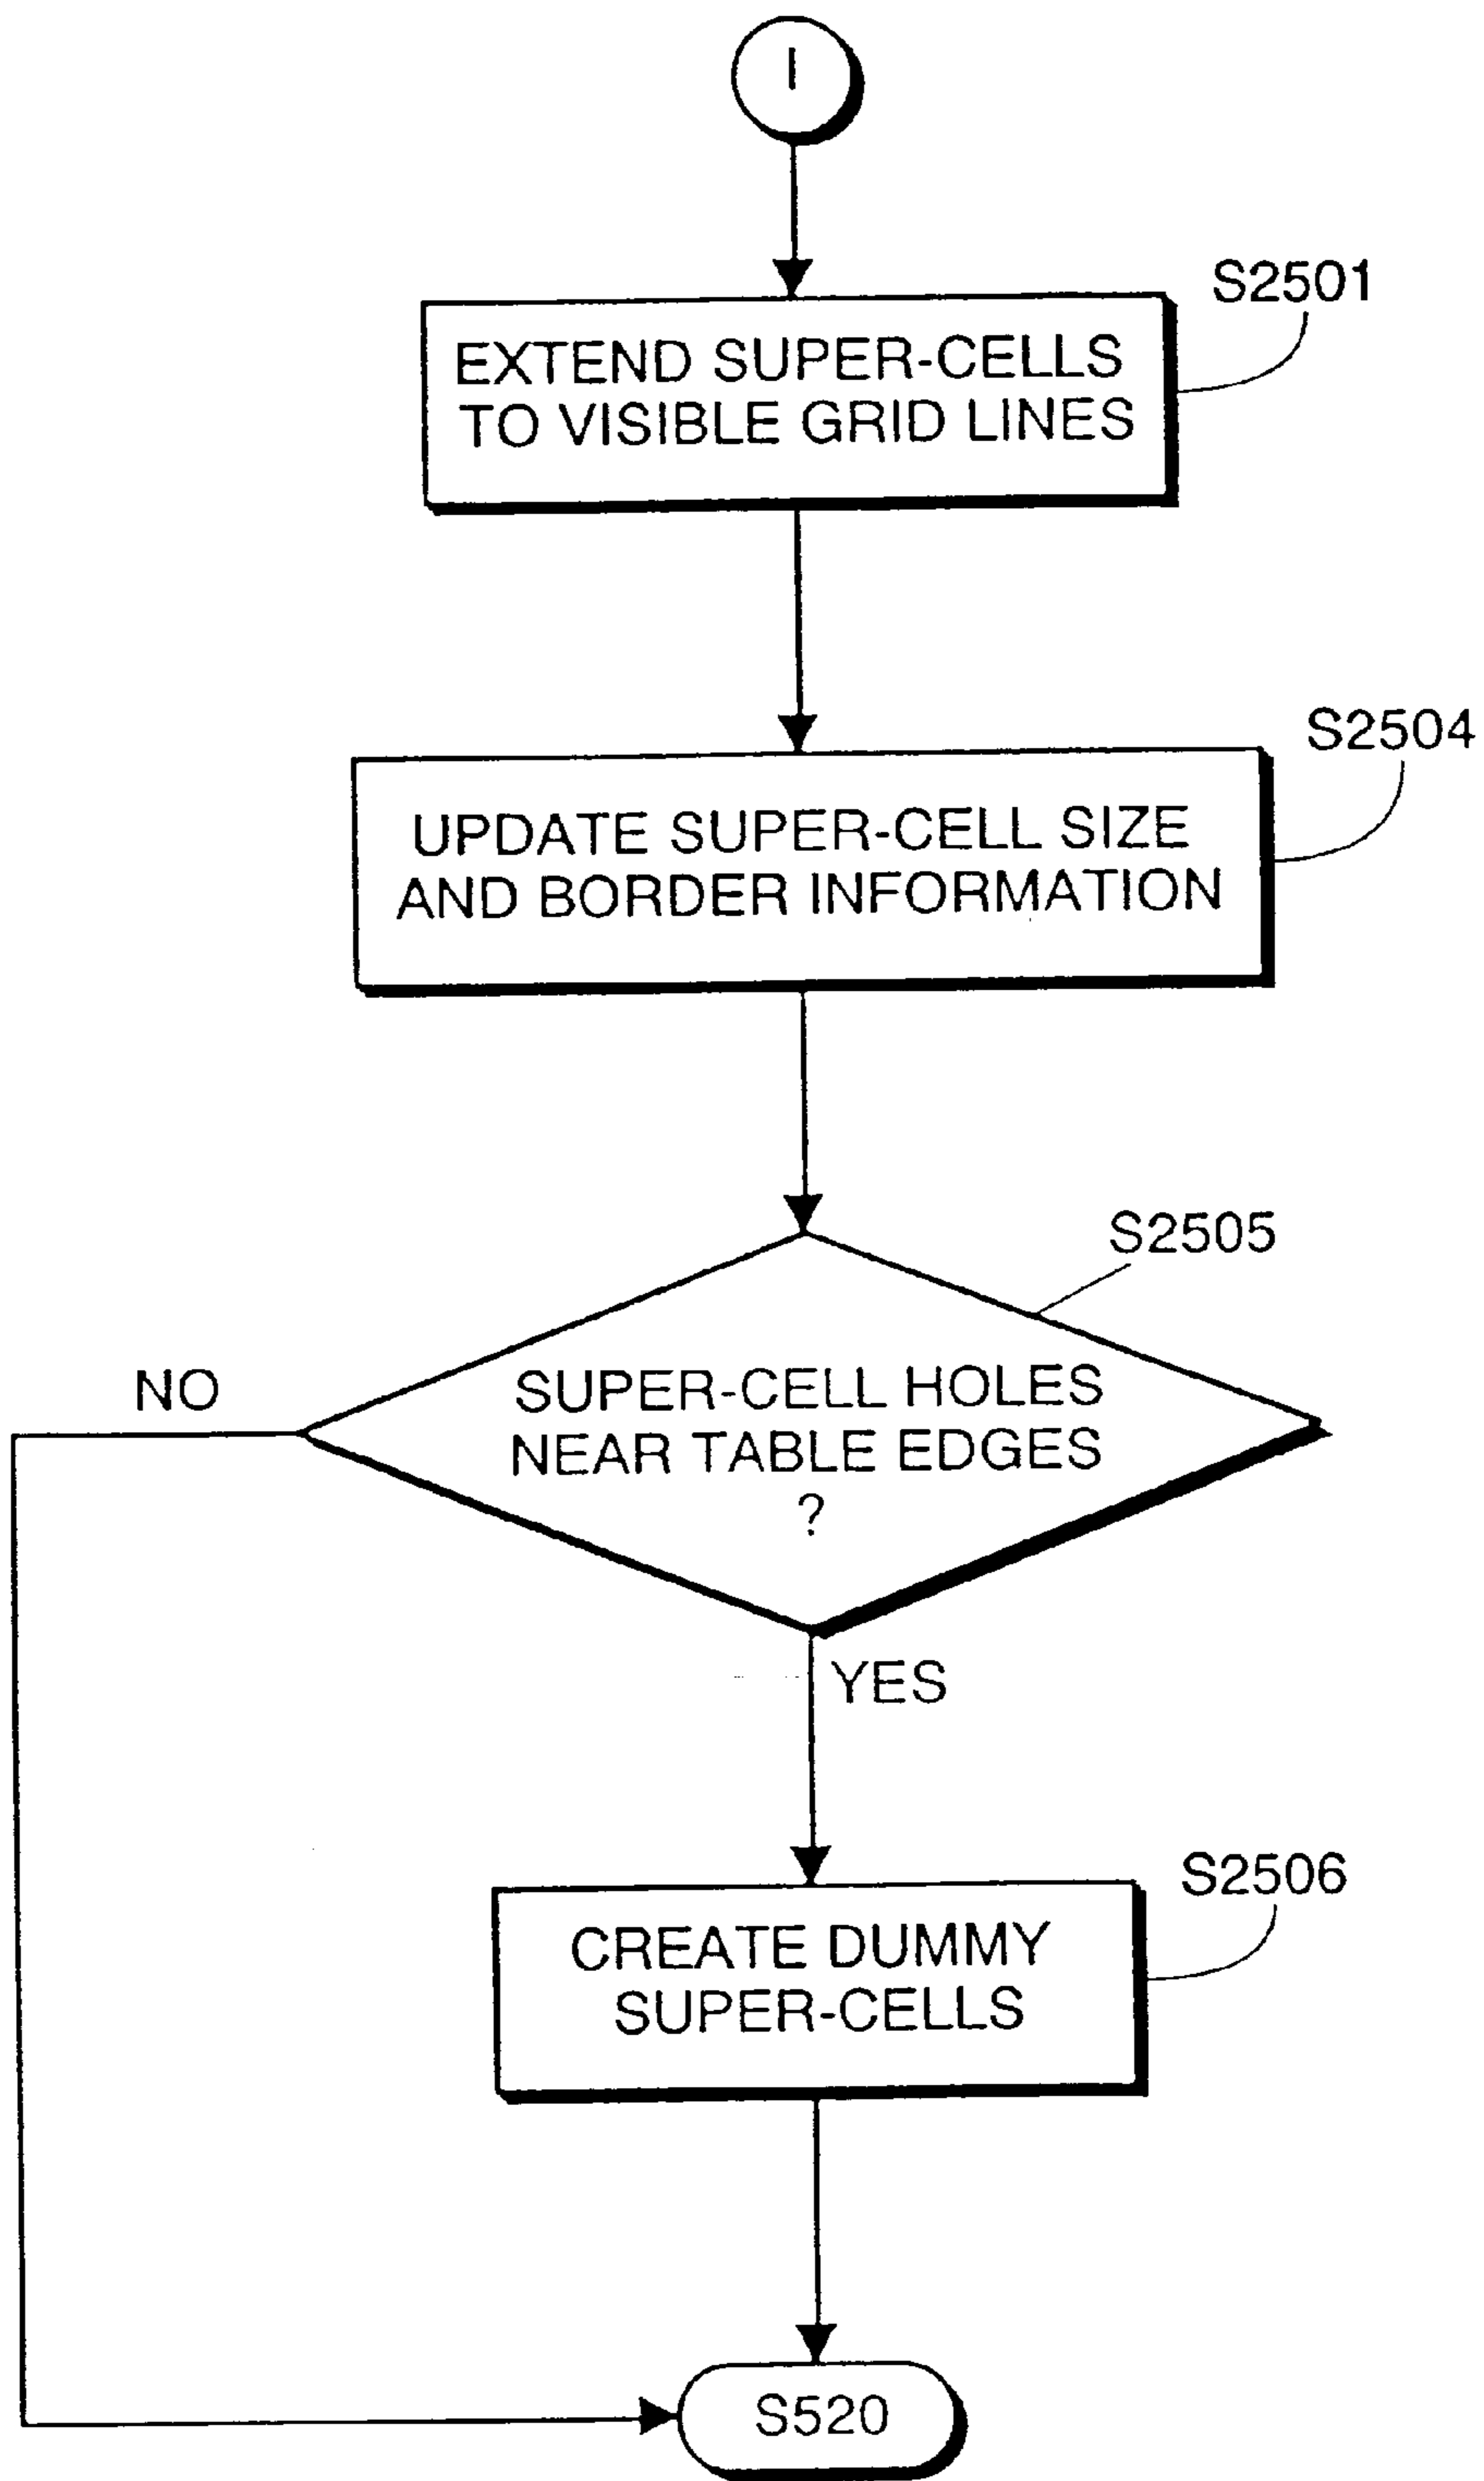 I
S2501
EXTEND SUPER-CELLS
TO VISIBLE GRID LINES
S2504
UPDATE SUPER-CELL SIZE
AND BORDER INFORMATION
S2505
SUPER-CELL HOLES
NEAR TABLE EDGES
?
NO
YES
S2506
CREATE DUMMY
SUPER-CELLS
S520